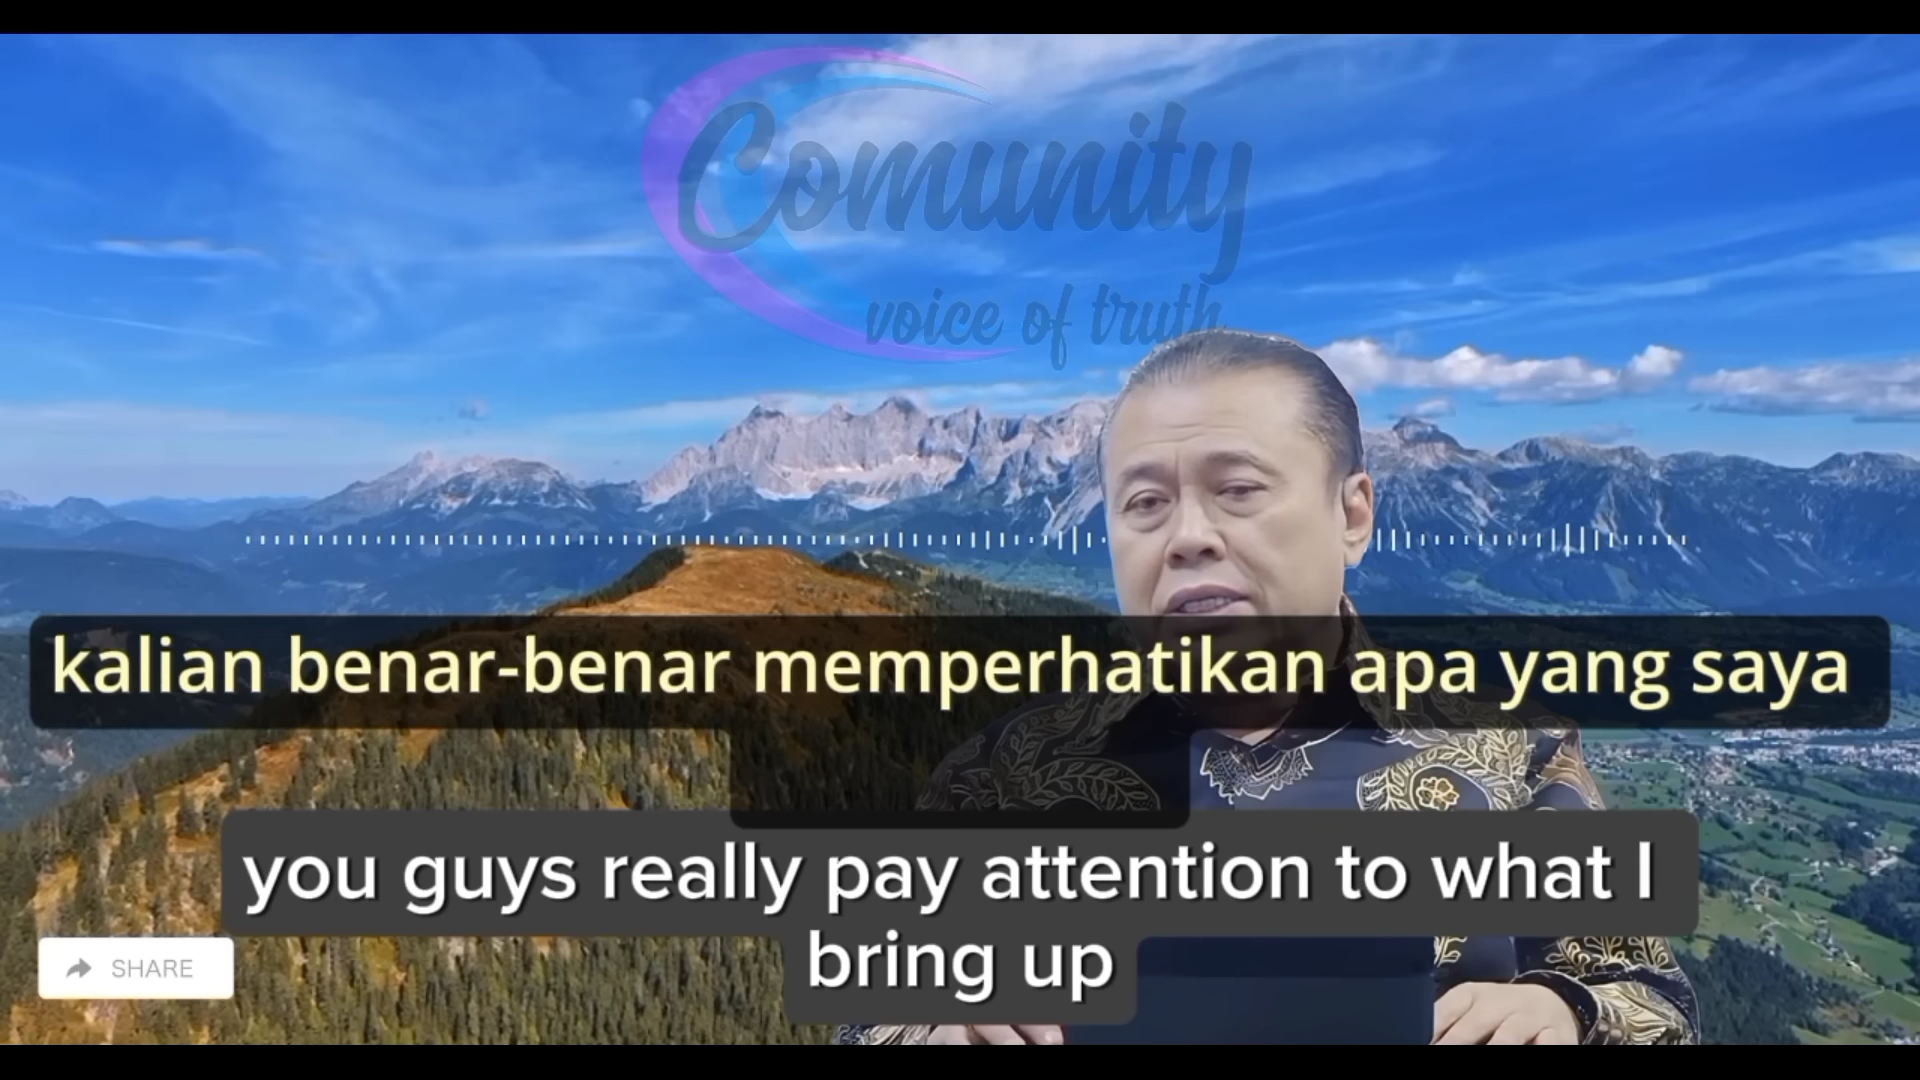 Comunity
voice of truth
kalian benar-benar memperhatikan apa yang saya
you guys really pay attention to what I
bring up
SHARE